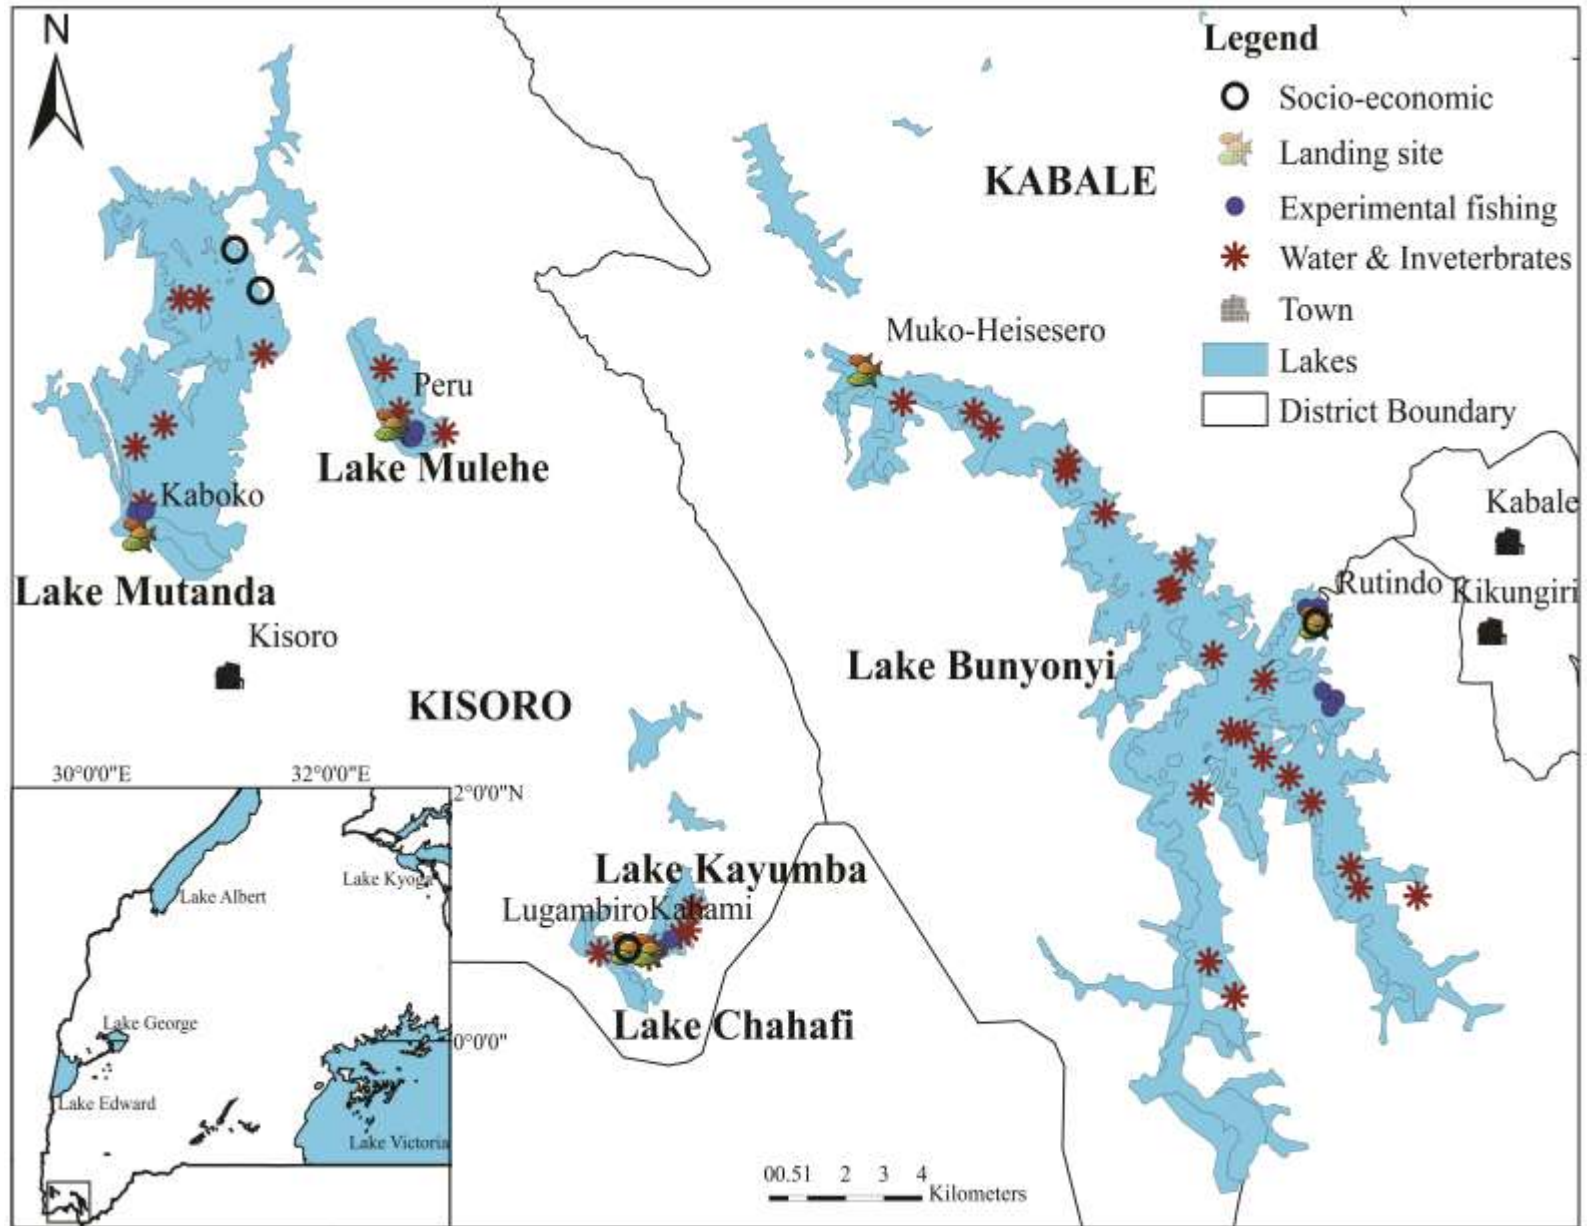 N
Legend
Socio-economic
Landing site
Experimental fishing
Water & Inveterbrates
Town
Lakes
District Boundary
KABALE
Muko-Heisesero
Peru
Lake Mulehe
Kaboko
Lake Mutanda
Kisoro
KISORO
Kabale
Rutindo
Kikungiri
Lake Bunyonyi
Lake Kayumba
Lugambiro
Kahami
Lake Chahafi
30°0'0"E
32°0'0"E
2°0'0"N
0°0'0"
Lake Albert
Lake Kyoga
Lake George
Lake Edward
Lake Victoria
00.51 2 3 4
Kilometers